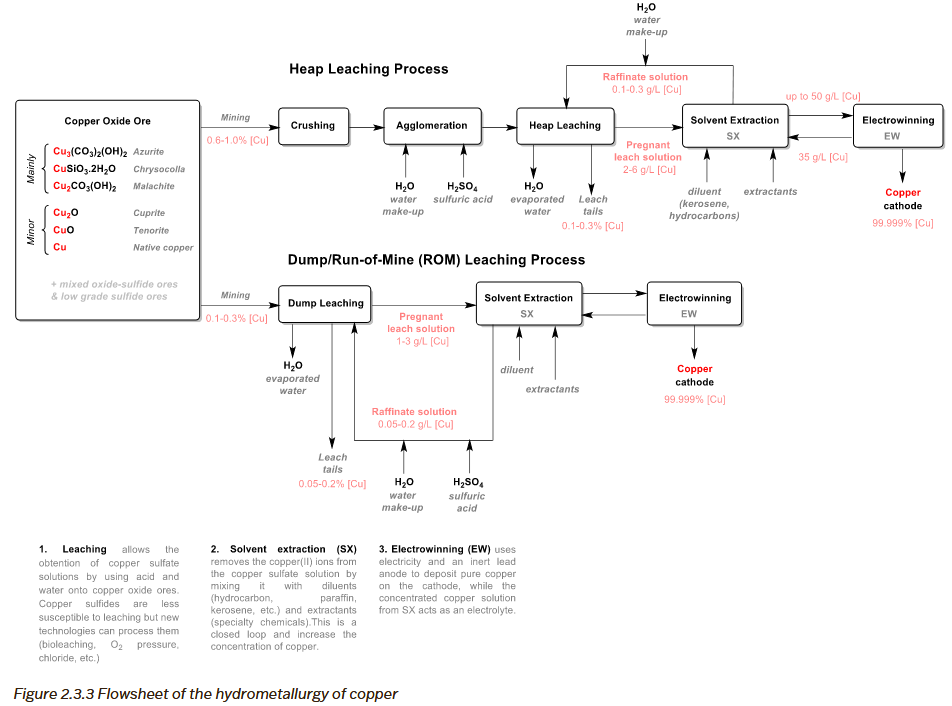 H₂O
water
make-up
Heap Leaching Process
Raffinate solution
0.1-0.3 g/L [Cu]
up to 50 g/L [Cu]
Copper Oxide Ore
Mining
0.6-1.0% [Cu]
Crushing
Agglomeration
Heap Leaching
Solvent Extraction
SX
Electrowinning
EW
Mainly
Cu₃(CO₃)₂(OH)₂ Azurite
CuSiO₃.2H₂O Chrysocolla
Cu₂CO₃(OH)₂ Malachite
Pregnant
leach solution
2-6 g/L [Cu]
35 g/L [Cu]
H₂O
water
make-up
H₂SO₄
sulfuric acid
H₂O
evaporated
water
Leach
tails
0.1-0.3% [Cu]
diluent
(kerosene,
hydrocarbons)
extractants
Copper
cathode
99.999% [Cu]
Minor
Cu₂O Cuprite
CuO Tenorite
Cu Native copper
+ mixed oxide-sulfide ores
& low grade sulfide ores
Dump/Run-of-Mine (ROM) Leaching Process
Mining
0.1-0.3% [Cu]
Dump Leaching
Pregnant
leach solution
1-3 g/L [Cu]
Solvent Extraction
SX
Electrowinning
EW
H₂O
evaporated
water
diluent
extractants
Copper
cathode
99.999% [Cu]
Raffinate solution
0.05-0.2 g/L [Cu]
Leach
tails
0.05-0.2% [Cu]
H₂O
water
make-up
H₂SO₄
sulfuric
acid
1. Leaching allows the
obtention of copper sulfate
solutions by using acid and
water onto copper oxide ores.
Copper sulfides are less
susceptible to leaching but new
technologies can process them
(bioleaching, O₂ pressure,
chloride, etc.)
2. Solvent extraction (SX)
removes the copper(II) ions from
the copper sulfate solution by
mixing it with diluents
(hydrocarbon, paraffin,
kerosene, etc.) and extractants
(specialty chemicals).This is a
closed loop and increase the
concentration of copper.
3. Electrowinning (EW) uses
electricity and an inert lead
anode to deposit pure copper
on the cathode, while the
concentrated copper solution
from SX acts as an electrolyte.
Figure 2.3.3 Flowsheet of the hydrometallurgy of copper